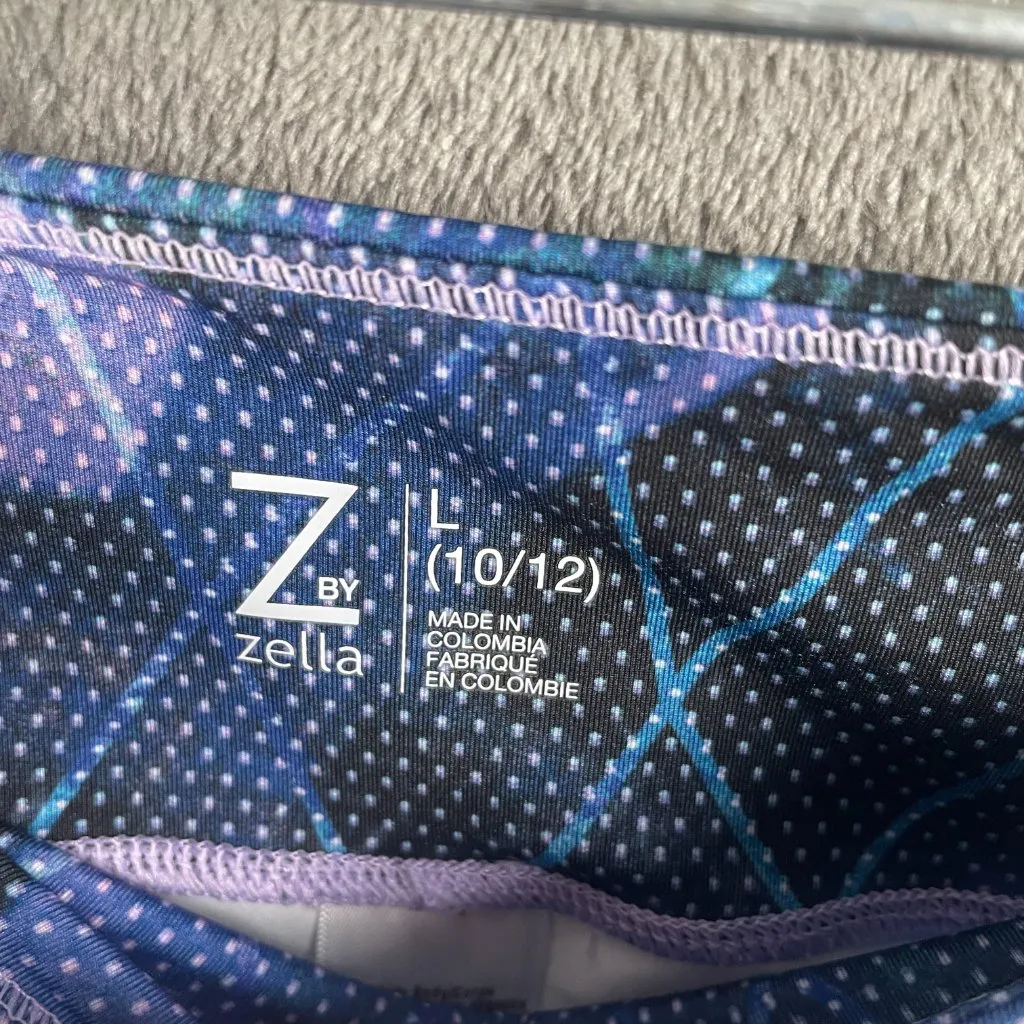 Z BY
zella
L
(10/12)
MADE IN
COLOMBIA
FABRIQUÉ
EN COLOMBIE